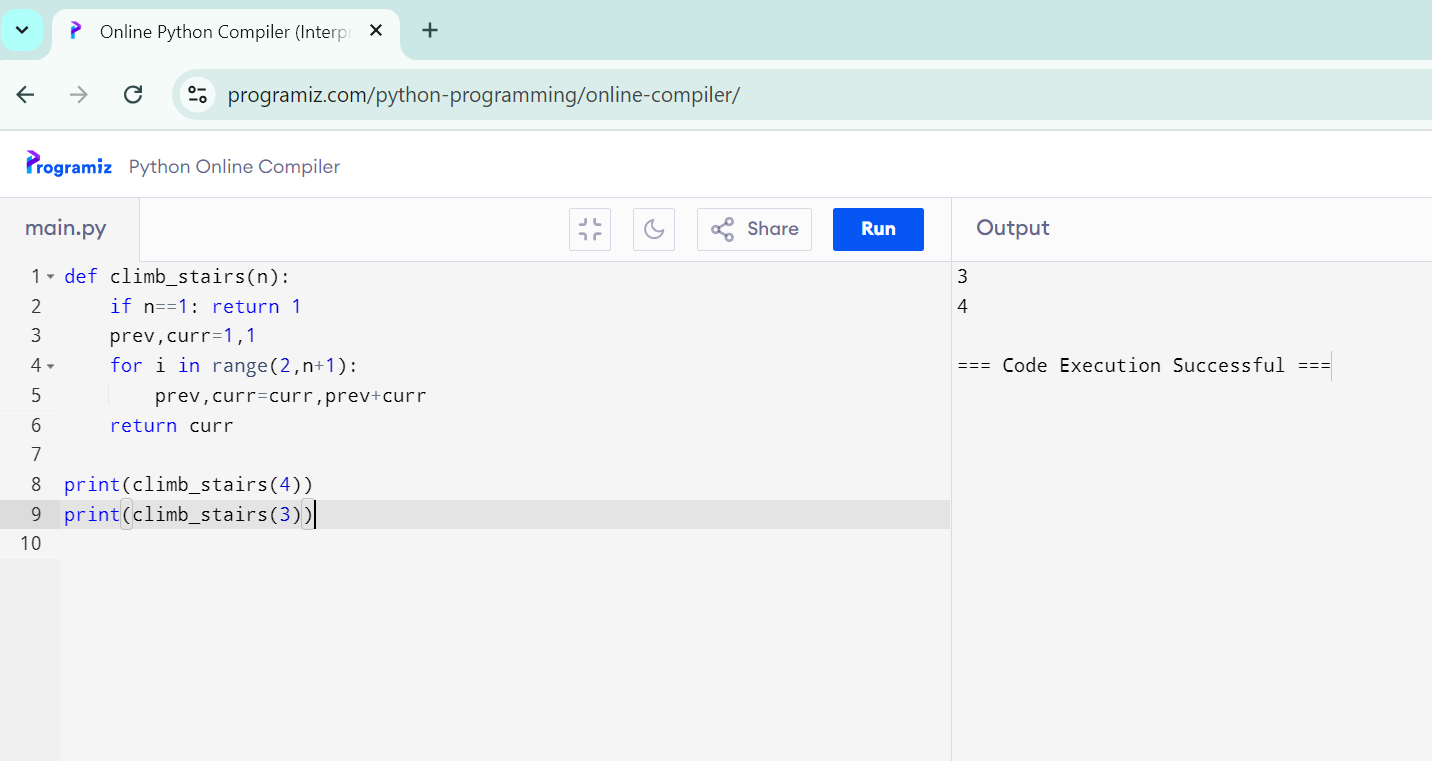 Online Python Compiler (Interp
programiz.com/python-programming/online-compiler/
Programiz Python Online Compiler
main.py
Share
Run
Output
1 def climb_stairs(n):
2     if n==1: return 1
3     prev,curr=1,1
4     for i in range(2,n+1):
5         prev,curr=curr,prev+curr
6     return curr
7
8 print(climb_stairs(4))
9 print(climb_stairs(3))
10
3
4
=== Code Execution Successful ===